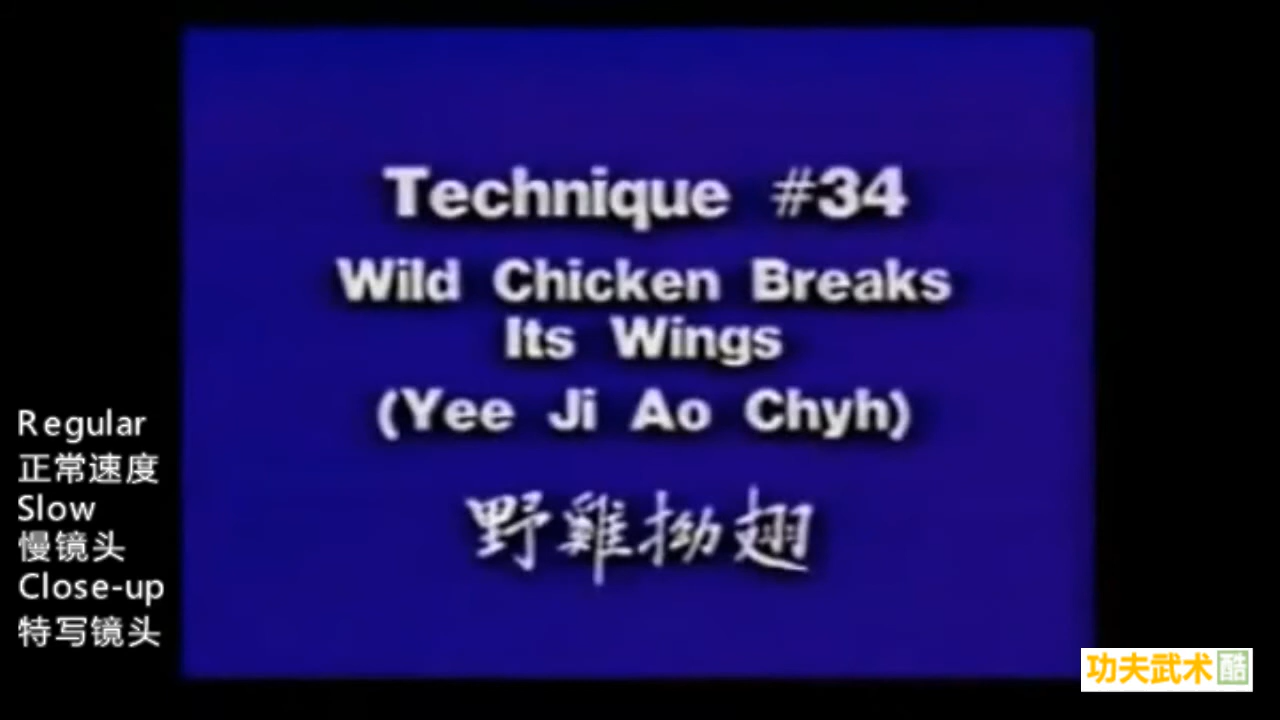 Technique #34
Wild Chicken Breaks
Its Wings
(Yee Ji Ao Chyh)
野雞拗翅
Regular
正常速度
Slow
慢镜头
Close-up
特写镜头
功夫武术酷